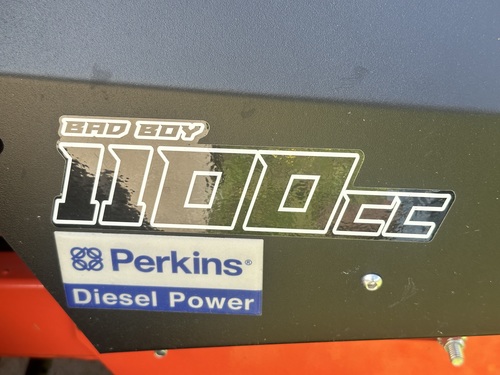 BAD BOY
1100CC
Perkins®
Diesel Power